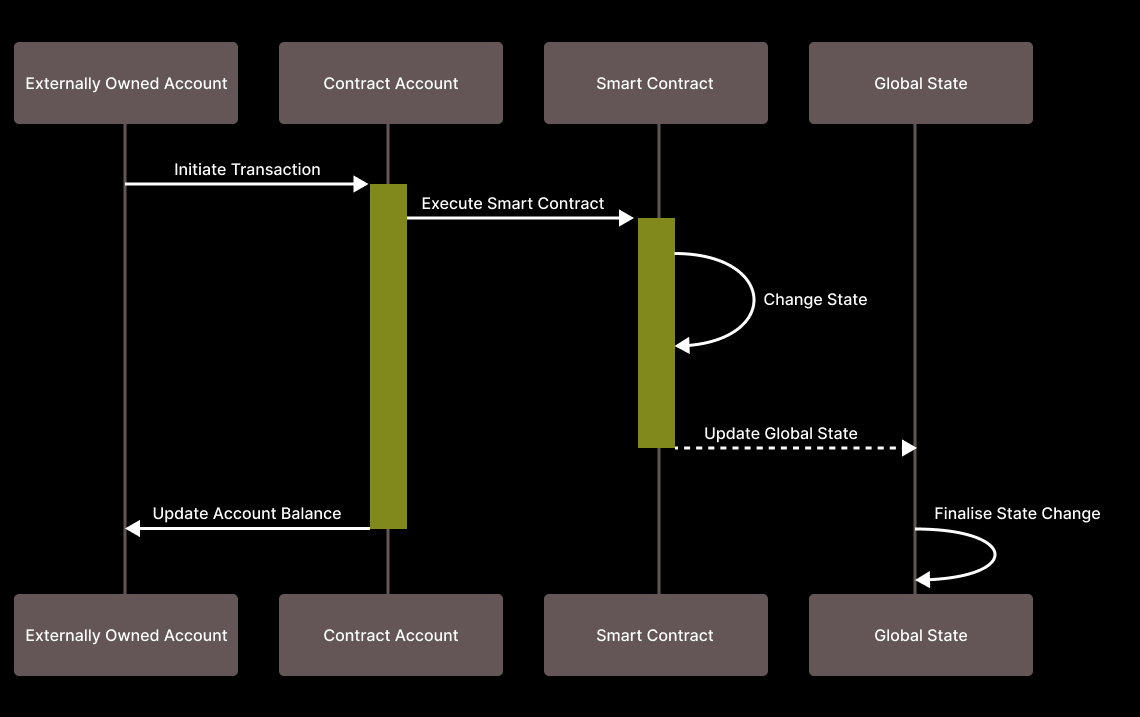 Externally Owned Account
Contract Account
Smart Contract
Global State
Initiate Transaction
Execute Smart Contract
Change State
Update Global State
Update Account Balance
Finalise State Change
Externally Owned Account
Contract Account
Smart Contract
Global State